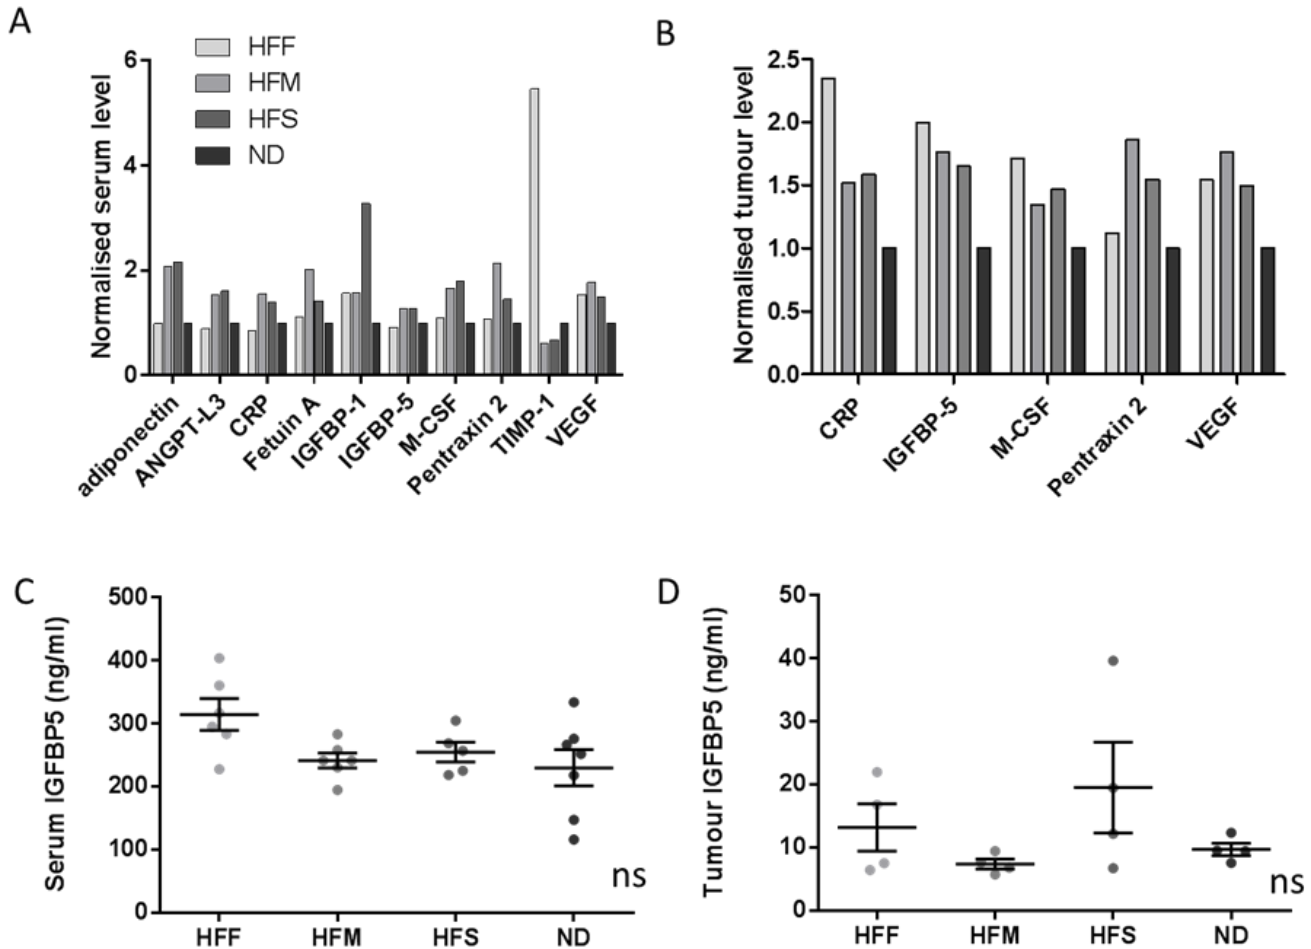 A
HFF
HFM
HFS
ND
Normalised serum level
6
4
2
0
adiponectin
ANGPT-L3
CRP
Fetuin A
IGFBP-1
IGFBP-5
M-CSF
Pentraxin 2
TIMP-1
VEGF
B
Normalised tumour level
2.5
2.0
1.5
1.0
0.5
0.0
CRP
IGFBP-5
M-CSF
Pentraxin 2
VEGF
C
Serum IGFBP5 (ng/ml)
500
400
300
200
100
0
HFF
HFM
HFS
ND
ns
D
Tumour IGFBP5 (ng/ml)
50
40
30
20
10
0
HFF
HFM
HFS
ND
ns